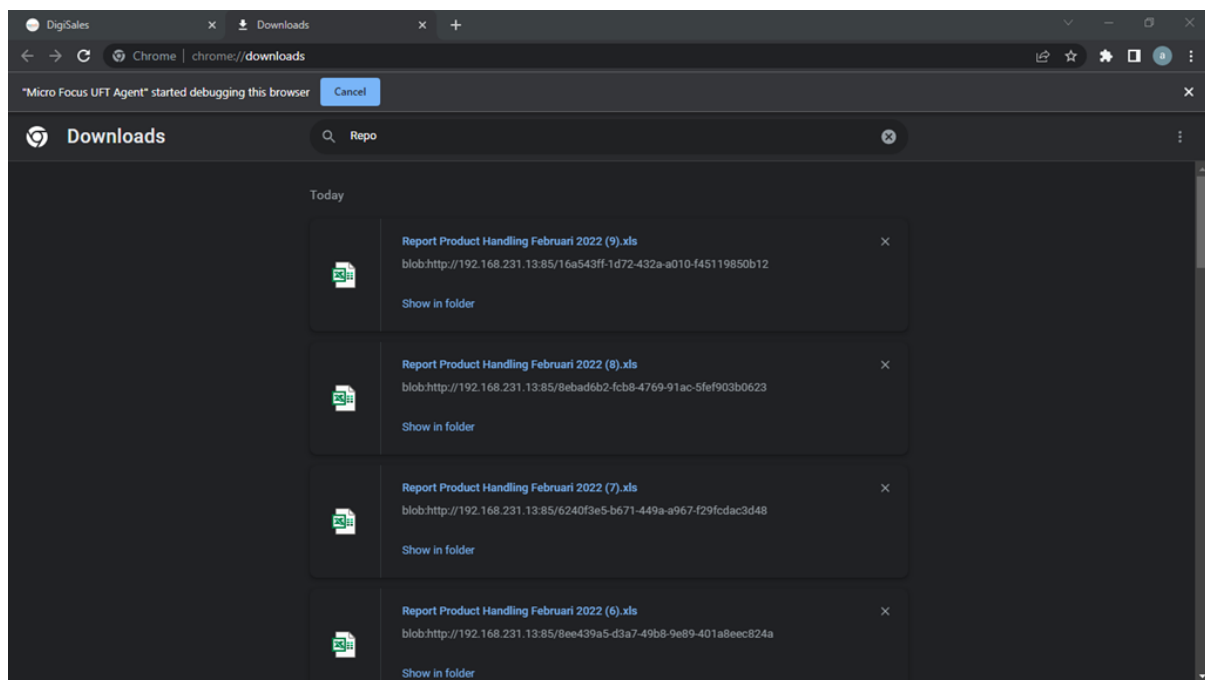 DigiSales
Downloads
Chrome | chrome://downloads
a
"Micro Focus UFT Agent" started debugging this browser
Cancel
Downloads
Repo
Today
Report Product Handling Februari 2022 (9).xls
blob:http://192.168.231.13:85/16a543ff-1d72-432a-a010-f45119850b12
Show in folder
Report Product Handling Februari 2022 (8).xls
blob:http://192.168.231.13:85/8ebad6b2-fcb8-4769-91ac-5fef903b0623
Show in folder
Report Product Handling Februari 2022 (7).xls
blob:http://192.168.231.13:85/6240f3e5-b671-449a-a967-f29fcdac3d48
Show in folder
Report Product Handling Februari 2022 (6).xls
blob:http://192.168.231.13:85/8ee439a5-d3a7-49b8-9e89-401a8eec824a
Show in folder